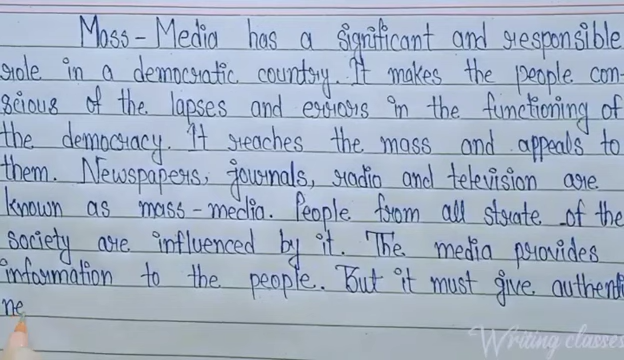 Mass-Media has a significant and responsible
role in a democratic country. It makes the people con-
scious of the lapses and errors in the functioning of
the democracy. It reaches the mass and appeals to
them. Newspapers, journals, radio and television are
known as mass-media. People from all strate of the
society are influenced by it. The media provides
information to the people. But it must give authenti
ne
Writing classes